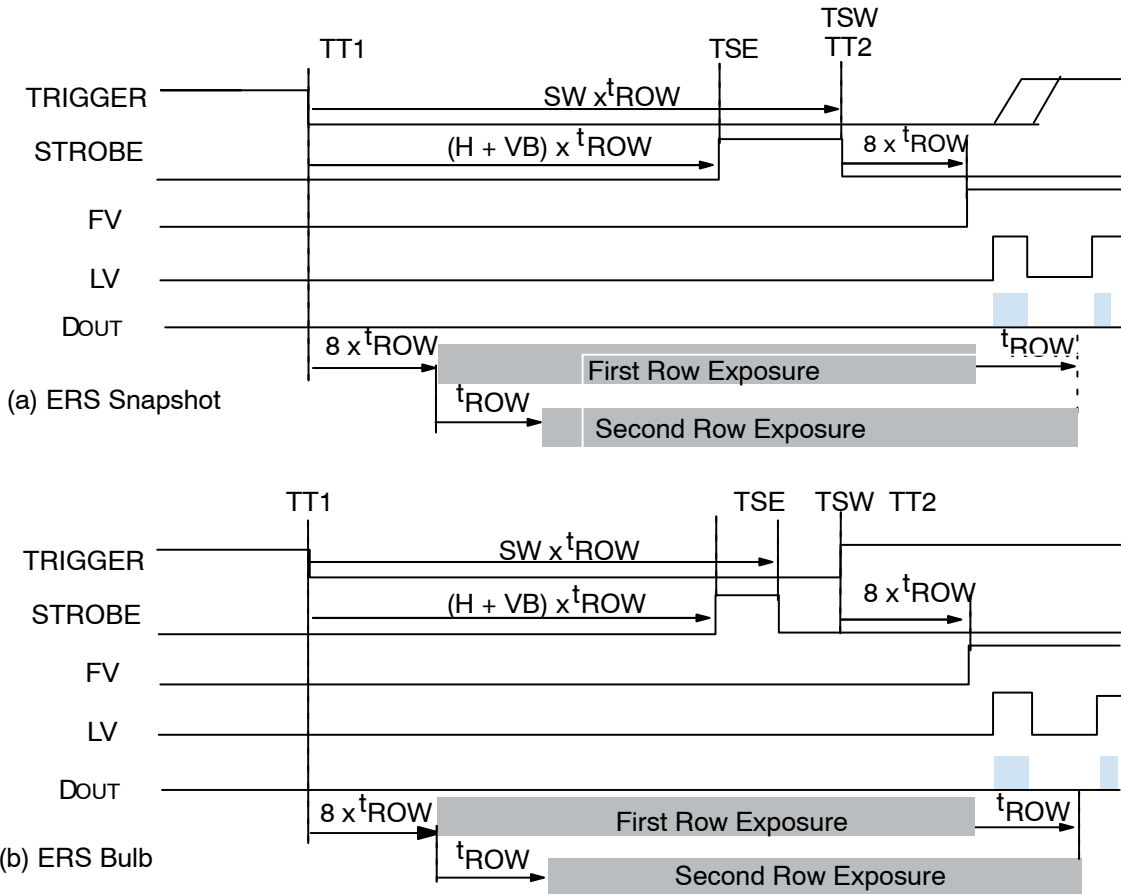 TSW
TT1 TSE TT2
TRIGGER
SW x tROW
STROBE
(H + VB) x tROW
8 x tROW
FV
LV
DOUT
8 x tROW
tROW
First Row Exposure
(a) ERS Snapshot
tROW
Second Row Exposure
TT1 TSE TSW TT2
TRIGGER
SW x tROW
STROBE
(H + VB) x tROW
8 x tROW
FV
LV
DOUT
8 x tROW
First Row Exposure
tROW
(b) ERS Bulb
tROW
Second Row Exposure